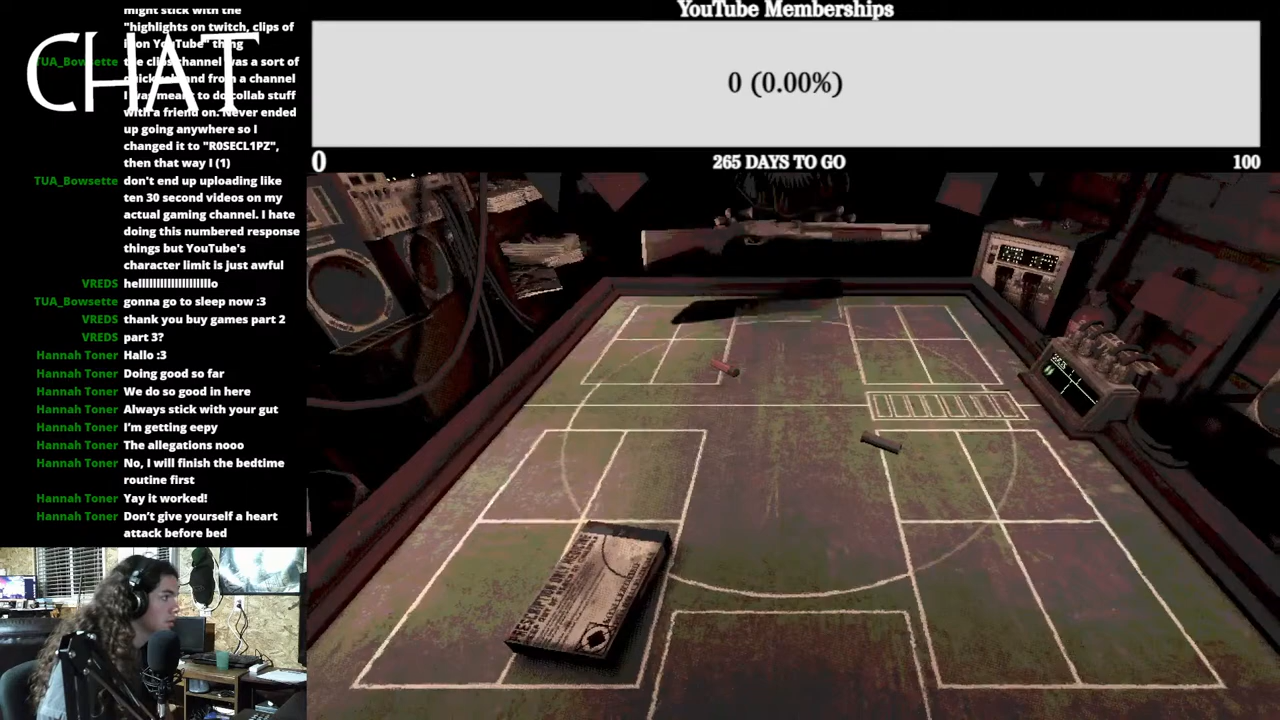 might stick with the
"highlights on twitch, clips of
on YouTube" thing
CHAT
TUA_Bowsette the clips channel was a sort of
and from a channel
I was meant to do collab stuff
with a friend on. Never ended
up going anywhere so I
changed it to "R0SECL1PZ",
then that way I (1)
TUA_Bowsette don't end up uploading like
ten 30 second videos on my
actual gaming channel. I hate
doing this numbered response
things but YouTube's
character limit is just awful
VREDS helllllllllllllllllllo
TUA_Bowsette gonna go to sleep now :3
VREDS thank you buy games part 2
VREDS part 3?
Hannah Toner Hallo :3
Hannah Toner Doing good so far
Hannah Toner We do so good in here
Hannah Toner Always stick with your gut
Hannah Toner I'm getting eepy
Hannah Toner The allegations nooo
Hannah Toner No, I will finish the bedtime
routine first
Hannah Toner Yay it worked!
Hannah Toner Don't give yourself a heart
attack before bed
YouTube Memberships
0 (0.00%)
0 265 DAYS TO GO 100
PRESCRIPTION MEDICINE